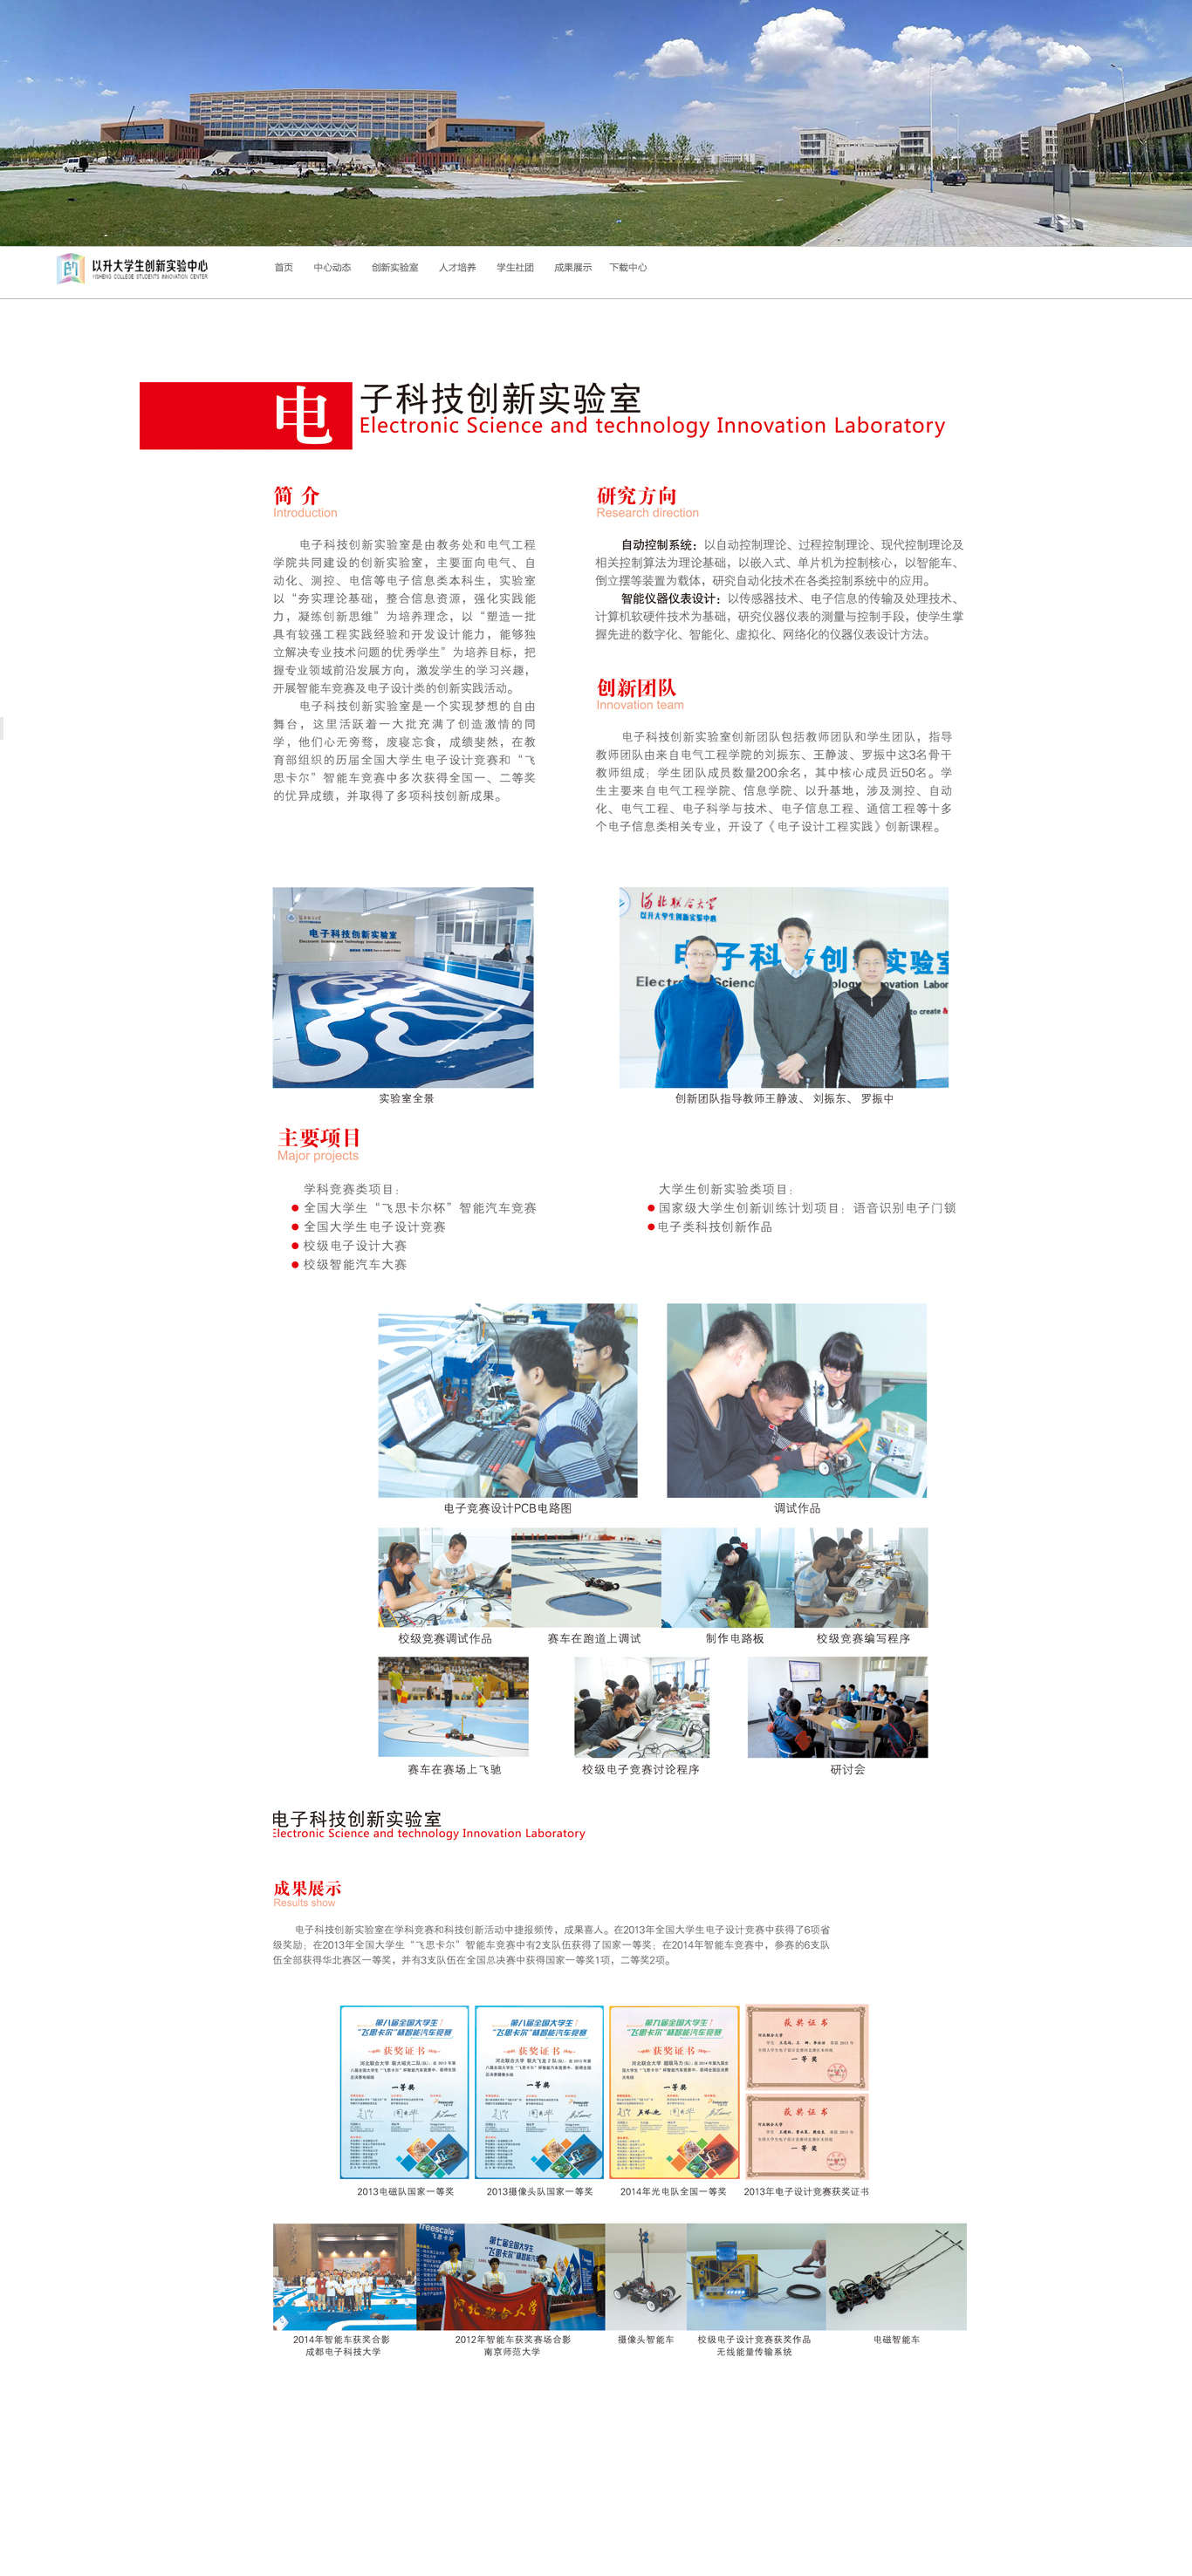 以升大学生创新实验中心
YISHENG COLLEGE STUDENTS INNOVATION CENTER
首页 中心动态 创新实验室 人才培养 学生社团 成果展示 下载中心
电子科技创新实验室
Electronic Science and technology Innovation Laboratory
简 介
Introduction
电子科技创新实验室是由教务处和电气工程
学院共同建设的创新实验室，主要面向电气、自
动化、测控、电信等电子信息类本科生，实验室
以“夯实理论基础，整合信息资源，强化实践能
力，凝练创新思维”为培养理念，以“塑造一批
具有较强工程实践经验和开发设计能力，能够独
立解决专业技术问题的优秀学生”为培养目标，把
握专业领域前沿发展方向，激发学生的学习兴趣，
开展智能车竞赛及电子设计类的创新实践活动。
电子科技创新实验室是一个实现梦想的自由
舞台，这里活跃着一大批充满了创造激情的同
学，他们心无旁骛，废寝忘食，成绩斐然，在教
育部组织的历届全国大学生电子设计竞赛和“飞
思卡尔”智能车竞赛中多次获得全国一、二等奖
的优异成绩，并取得了多项科技创新成果。
研究方向
Research direction
自动控制系统：以自动控制理论、过程控制理论、现代控制理论及
相关控制算法为理论基础，以嵌入式、单片机为控制核心，以智能车、
倒立摆等装置为载体，研究自动化技术在各类控制系统中的应用。
智能仪器仪表设计：以传感器技术、电子信息的传输及处理技术、
计算机软硬件技术为基础，研究仪器仪表的测量与控制手段，使学生掌
握先进的数字化、智能化、虚拟化、网络化的仪器仪表设计方法。
创新团队
Innovation team
电子科技创新实验室创新团队包括教师团队和学生团队，指导
教师团队由来自电气工程学院的刘振东、王静波、罗振中这3名骨干
教师组成；学生团队成员数量200余名，其中核心成员近50名。学
生主要来自电气工程学院、信息学院、以升基地，涉及测控、自动
化、电气工程、电子科学与技术、电子信息工程、通信工程等十多
个电子信息类相关专业，开设了《电子设计工程实践》创新课程。
电子科技创新实验室
Electronic Science and Technology Innovation Laboratory
河北联合大学
以升大学生创新实验中心
电子科技创新实验室
to create &
实验室全景
创新团队指导教师王静波、 刘振东、 罗振中
主要项目
Major projects
学科竞赛类项目：
全国大学生“飞思卡尔杯”智能汽车竞赛
全国大学生电子设计竞赛
校级电子设计大赛
校级智能汽车大赛
大学生创新实验类项目：
国家级大学生创新训练计划项目：语音识别电子门锁
电子类科技创新作品
电子竞赛设计PCB电路图
调试作品
校级竞赛调试作品
赛车在跑道上调试
制作电路板
校级竞赛编写程序
赛车在赛场上飞驰
校级电子竞赛讨论程序
研讨会
电子科技创新实验室
Electronic Science and technology Innovation Laboratory
成果展示
Results show
电子科技创新实验室在学科竞赛和科技创新活动中捷报频传，成果喜人。在2013年全国大学生电子设计竞赛中获得了6项省
级奖励；在2013年全国大学生“飞思卡尔”智能车竞赛中有2支队伍获得了国家一等奖；在2014年智能车竞赛中，参赛的6支队
伍全部获得华北赛区一等奖，并有3支队伍在全国总决赛中获得国家一等奖1项，二等奖2项。
第八届全国大学生
“飞思卡尔”杯智能汽车竞赛
获奖证书
一等奖
第八届全国大学生
“飞思卡尔”杯智能汽车竞赛
获奖证书
一等奖
第九届全国大学生
“飞思卡尔”杯智能汽车竞赛
获奖证书
一等奖
获奖证书
一等奖
获奖证书
一等奖
2013电磁队国家一等奖
2013摄像头队国家一等奖
2014年光电队全国一等奖
2013年电子设计竞赛获奖证书
freescale
飞思卡尔
第七届全国大学生
“飞思卡尔”杯智能汽车竞赛
河北联合大学
2014年智能车获奖合影
成都电子科技大学
2012年智能车获奖赛场合影
南京师范大学
摄像头智能车
校级电子设计竞赛获奖作品
无线能量传输系统
电磁智能车